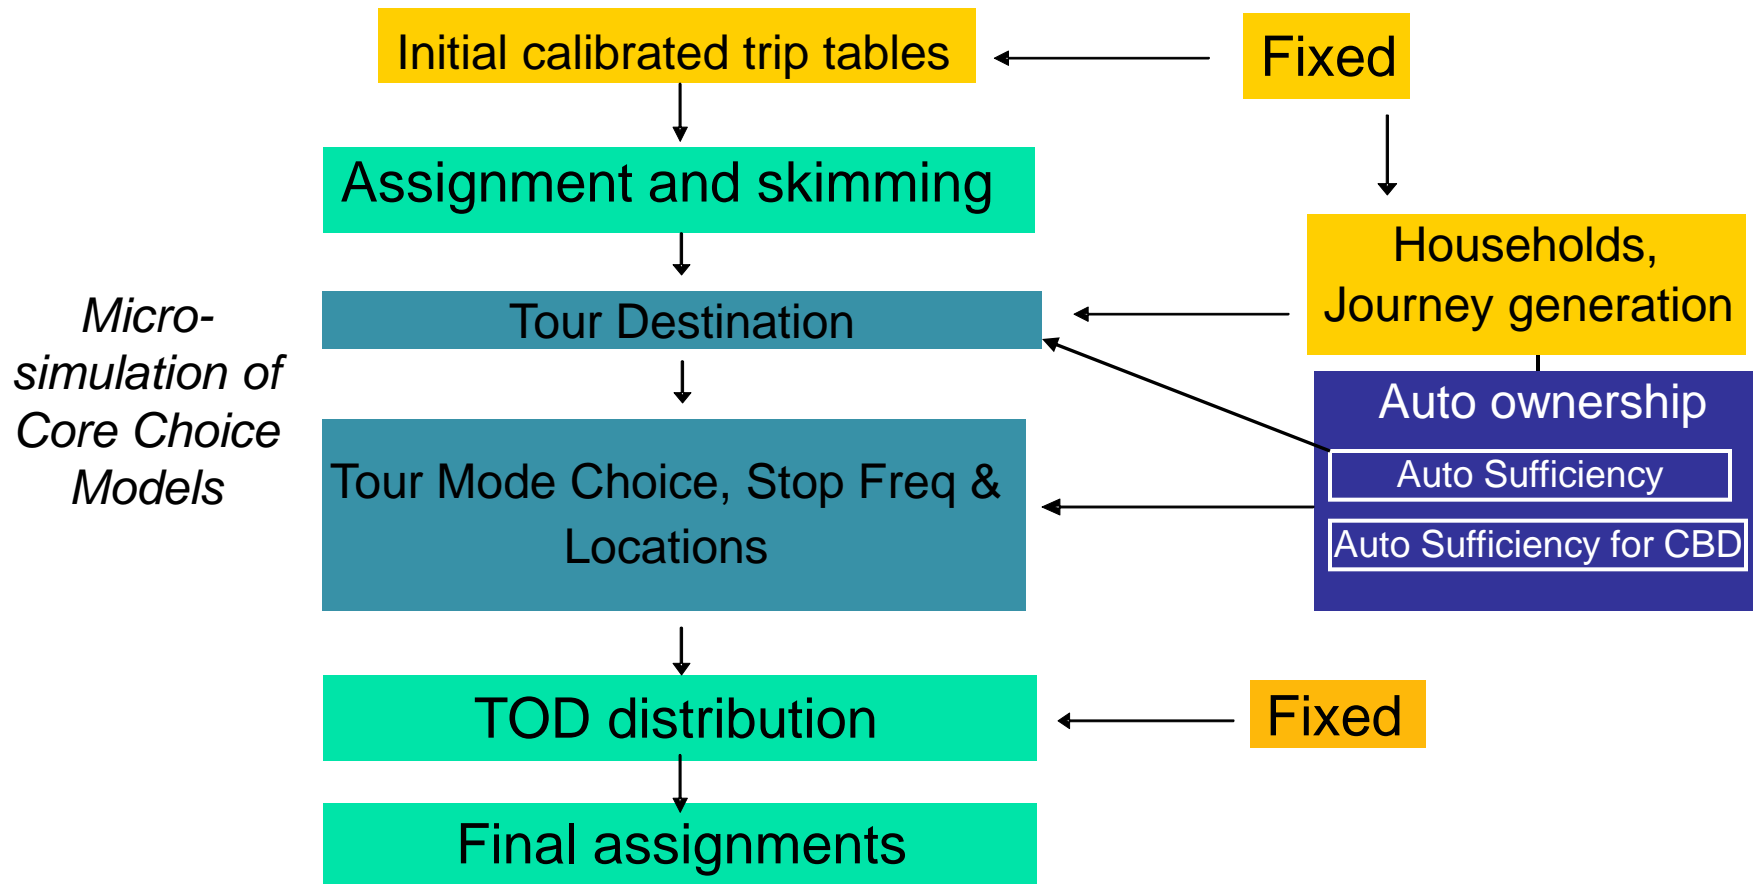 Initial calibrated trip tables
Fixed
Assignment and skimming
Households,
Journey generation
Tour Destination
Micro-
simulation of
Core Choice
Models
Auto ownership
Auto Sufficiency
Auto Sufficiency for CBD
Tour Mode Choice, Stop Freq &
Locations
TOD distribution
Fixed
Final assignments